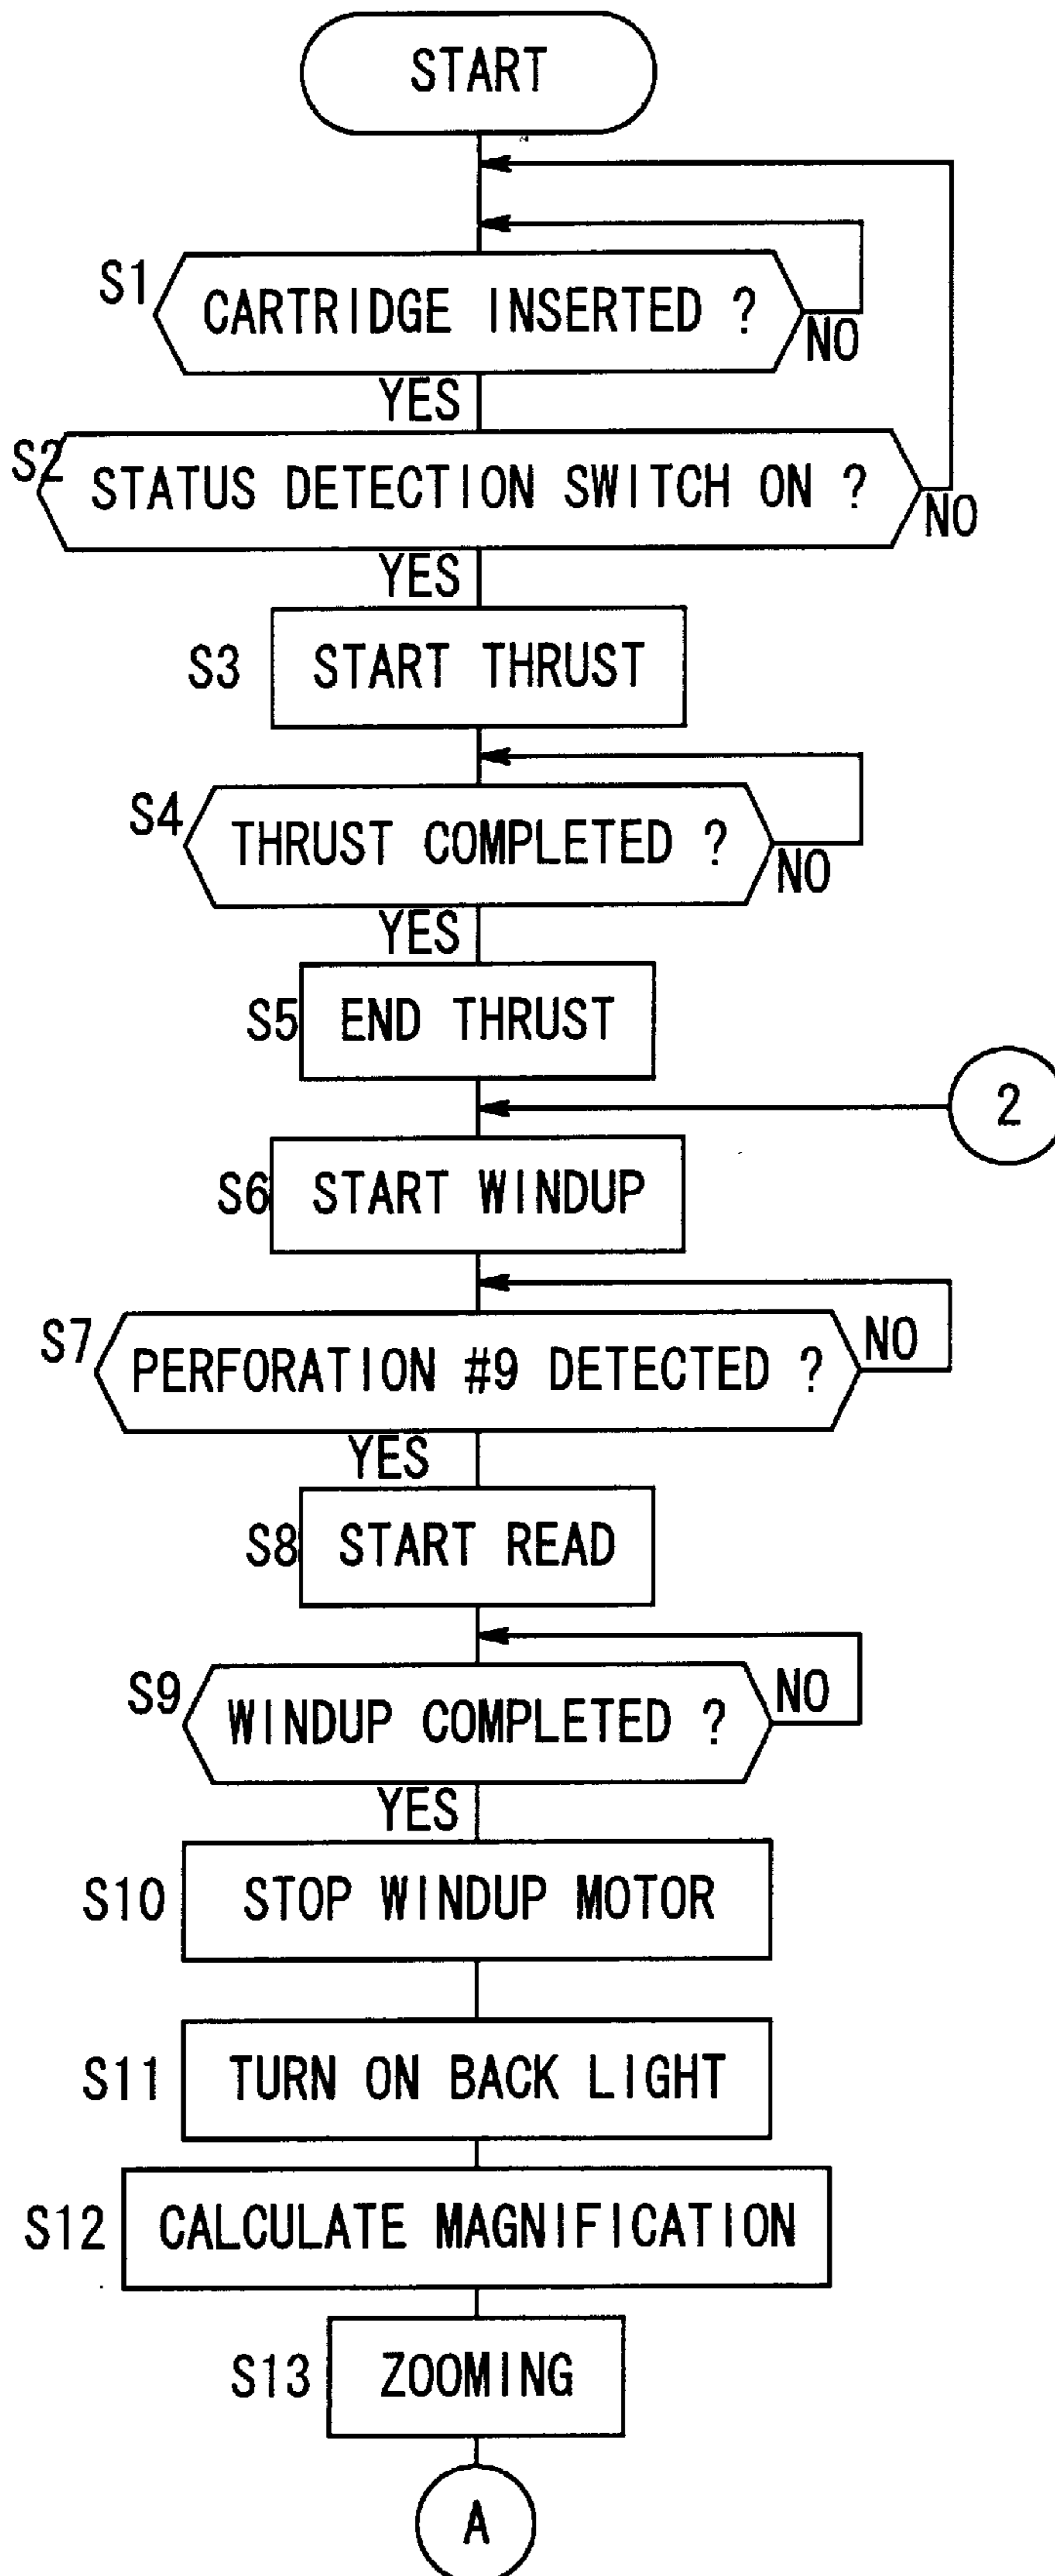 START
S1
CARTRIDGE INSERTED ?
NO
YES
S2
STATUS DETECTION SWITCH ON ?
NO
YES
S3
START THRUST
S4
THRUST COMPLETED ?
NO
YES
S5
END THRUST
2
S6
START WINDUP
S7
PERFORATION #9 DETECTED ?
NO
YES
S8
START READ
S9
WINDUP COMPLETED ?
NO
YES
S10
STOP WINDUP MOTOR
S11
TURN ON BACK LIGHT
S12
CALCULATE MAGNIFICATION
S13
ZOOMING
A